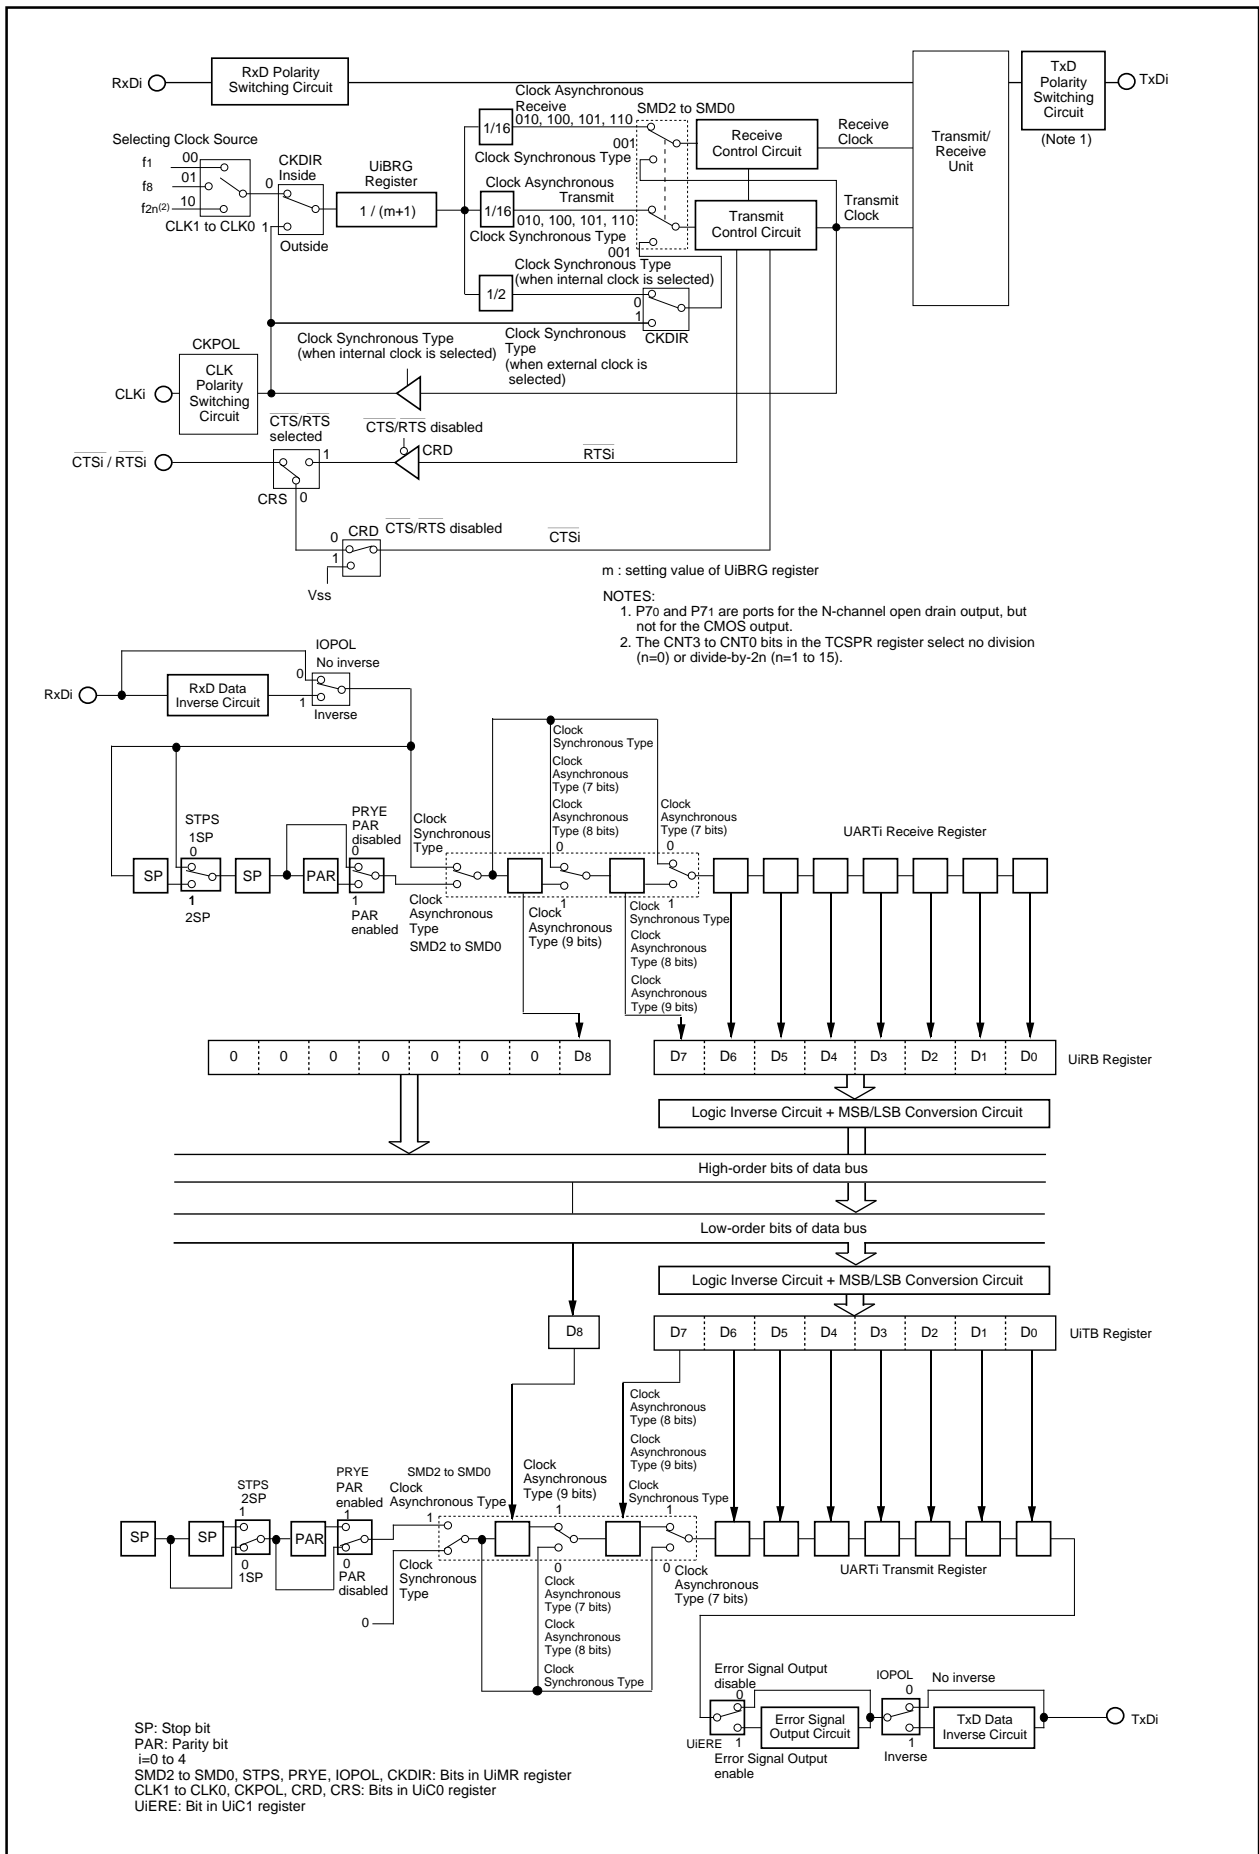 RxDi
RxD Polarity
Switching Circuit
TxD
Polarity
Switching
Circuit
TxDi
(Note 1)
Clock Asynchronous
Receive
010, 100, 101, 110
SMD2 to SMD0
1/16
001
Clock Synchronous Type
Receive
Control Circuit
Receive
Clock
Transmit/
Receive
Unit
Selecting Clock Source
f1
00
f8
01
f2n(2)
10
CLK1 to CLK0
CKDIR
Inside
0
1
Outside
UiBRG
Register
1 / (m+1)
Clock Asynchronous
Transmit
1/16
010, 100, 101, 110
Clock Synchronous Type
001
Transmit
Control Circuit
Transmit
Clock
Clock Synchronous Type
(when internal clock is selected)
1/2
0
1
CKDIR
CKPOL
CLK
Polarity
Switching
Circuit
CLKi
Clock Synchronous Type
(when internal clock is selected)
Clock Synchronous
Type
(when external clock is
selected)
CTS/RTS
selected
CTS/RTS disabled
CTSi / RTSi
1
CRD
RTSi
CRS
0
CRD
CTS/RTS disabled
0
1
CTSi
Vss
m : setting value of UiBRG register
NOTES:
1. P70 and P71 are ports for the N-channel open drain output, but
not for the CMOS output.
2. The CNT3 to CNT0 bits in the TCSPR register select no division
(n=0) or divide-by-2n (n=1 to 15).
IOPOL
No inverse
0
RxDi
RxD Data
Inverse Circuit
1
Inverse
STPS
1SP
0
SP
SP
1
2SP
PRYE
PAR
disabled
0
PAR
1
PAR
enabled
Clock
Synchronous
Type
Clock
Asynchronous
Type
SMD2 to SMD0
Clock
Synchronous Type
Clock
Asynchronous
Type (7 bits)
Clock
Asynchronous
Type (8 bits)
0
1
Clock
Asynchronous
Type (9 bits)
Clock
Asynchronous
Type (7 bits)
0
1
Clock
Synchronous Type
Clock
Asynchronous
Type (8 bits)
Clock
Asynchronous
Type (9 bits)
UARTi Receive Register
0 0 0 0 0 0 0 D8
D7 D6 D5 D4 D3 D2 D1 D0
UiRB Register
Logic Inverse Circuit + MSB/LSB Conversion Circuit
High-order bits of data bus
Low-order bits of data bus
Logic Inverse Circuit + MSB/LSB Conversion Circuit
D8
D7 D6 D5 D4 D3 D2 D1 D0
UiTB Register
Clock
Asynchronous
Type (8 bits)
Clock
Asynchronous
Type (9 bits)
Clock
Synchronous Type
1
STPS
2SP
1
SP
SP
0
1SP
PRYE
PAR
enabled
1
PAR
0
PAR
disabled
SMD2 to SMD0
Clock
Asynchronous Type
1
Clock
Synchronous
Type
0
Clock
Asynchronous
Type (9 bits)
1
0
Clock
Asynchronous
Type (7 bits)
Clock
Asynchronous
Type (8 bits)
Clock
Synchronous Type
0
Clock
Asynchronous
Type (7 bits)
UARTi Transmit Register
Error Signal Output
disable
0
UiERE
1
Error Signal Output
enable
Error Signal
Output Circuit
IOPOL
0
No inverse
1
Inverse
TxD Data
Inverse Circuit
TxDi
SP: Stop bit
PAR: Parity bit
i=0 to 4
SMD2 to SMD0, STPS, PRYE, IOPOL, CKDIR: Bits in UiMR register
CLK1 to CLK0, CKPOL, CRD, CRS: Bits in UiC0 register
UiERE: Bit in UiC1 register